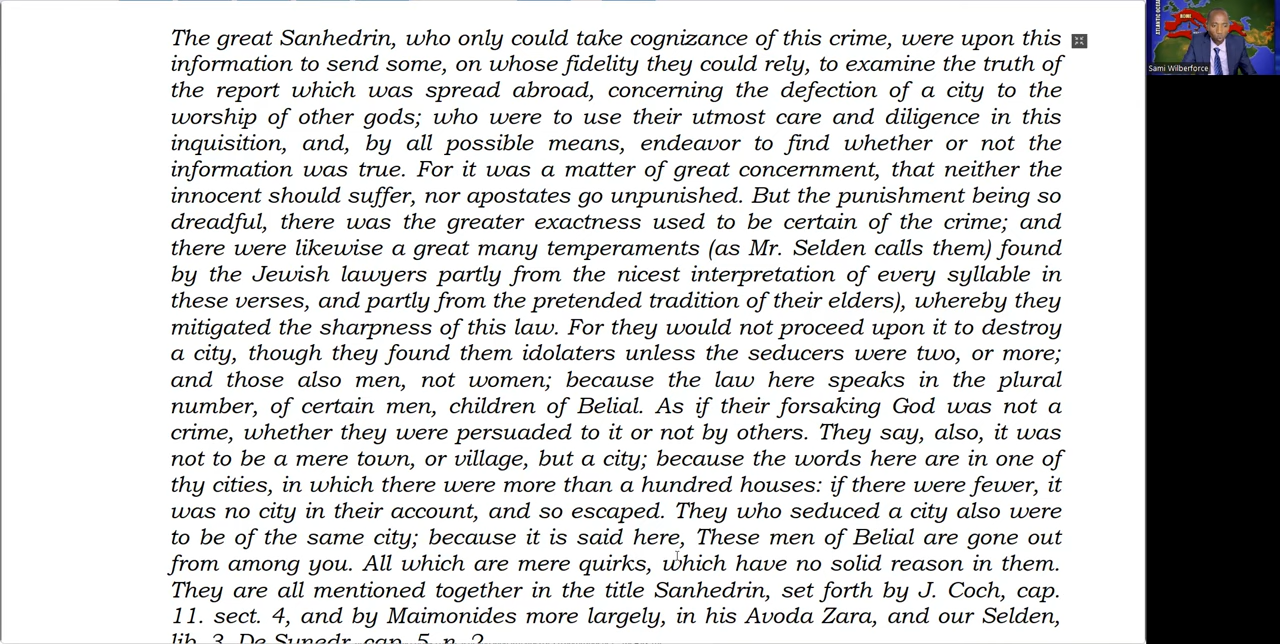 The great Sanhedrin, who only could take cognizance of this crime, were upon this
information to send some, on whose fidelity they could rely, to examine the truth of
the report which was spread abroad, concerning the defection of a city to the
worship of other gods; who were to use their utmost care and diligence in this
inquisition, and, by all possible means, endeavor to find whether or not the
information was true. For it was a matter of great concernment, that neither the
innocent should suffer, nor apostates go unpunished. But the punishment being so
dreadful, there was the greater exactness used to be certain of the crime; and
there were likewise a great many temperaments (as Mr. Selden calls them) found
by the Jewish lawyers partly from the nicest interpretation of every syllable in
these verses, and partly from the pretended tradition of their elders), whereby they
mitigated the sharpness of this law. For they would not proceed upon it to destroy
a city, though they found them idolaters unless the seducers were two, or more;
and those also men, not women; because the law here speaks in the plural
number, of certain men, children of Belial. As if their forsaking God was not a
crime, whether they were persuaded to it or not by others. They say, also, it was
not to be a mere town, or village, but a city; because the words here are in one of
thy cities, in which there were more than a hundred houses: if there were fewer, it
was no city in their account, and so escaped. They who seduced a city also were
to be of the same city; because it is said here, These men of Belial are gone out
from among you. All which are mere quirks, which have no solid reason in them.
They are all mentioned together in the title Sanhedrin, set forth by J. Coch, cap.
11. sect. 4, and by Maimonides more largely, in his Avoda Zara, and our Selden,
lib. 3. De Synedr. cap. 5. n. 2.
ATLANTIC OCEAN
ROME
Sami Wilberforce